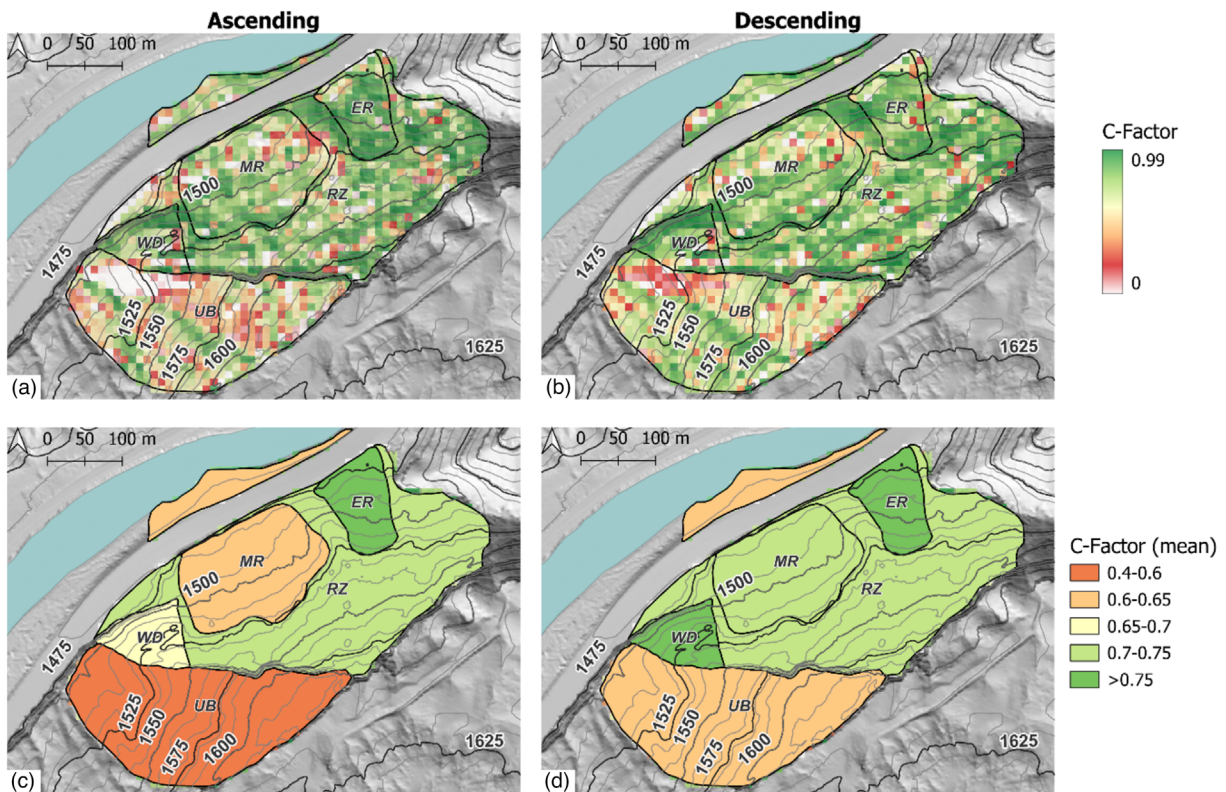 Ascending
Descending
0 50 100 m
ER
MR
1500
RZ
WD
1475
UB
1525
1550
1575
1600
1625
(a)
0 50 100 m
ER
MR
1500
RZ
WD
1475
UB
1525
1550
1575
1600
1625
(b)
C-Factor
0.99
0
0 50 100 m
ER
MR
1500
RZ
WD
1475
UB
1525
1550
1575
1600
1625
(c)
0 50 100 m
ER
MR
1500
RZ
WD
1475
UB
1525
1550
1575
1600
1625
(d)
C-Factor (mean)
0.4-0.6
0.6-0.65
0.65-0.7
0.7-0.75
>0.75